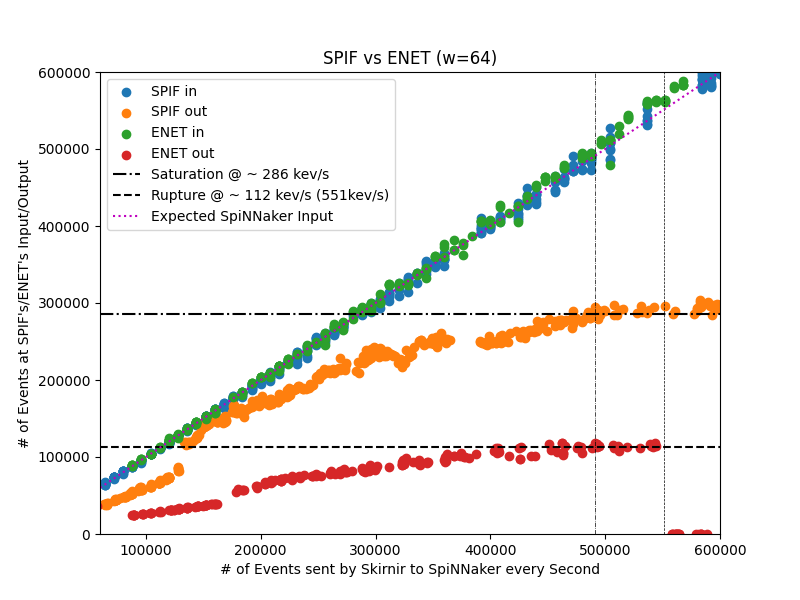 SPIF vs ENET (w=64)
600000
500000
400000
300000
200000
100000
0
# of Events at SPIF's/ENET's Input/Output
SPIF in
SPIF out
ENET in
ENET out
Saturation @ ~ 286 kev/s
Rupture @ ~ 112 kev/s (551kev/s)
Expected SpiNNaker Input
100000 200000 300000 400000 500000 600000
# of Events sent by Skirnir to SpiNNaker every Second